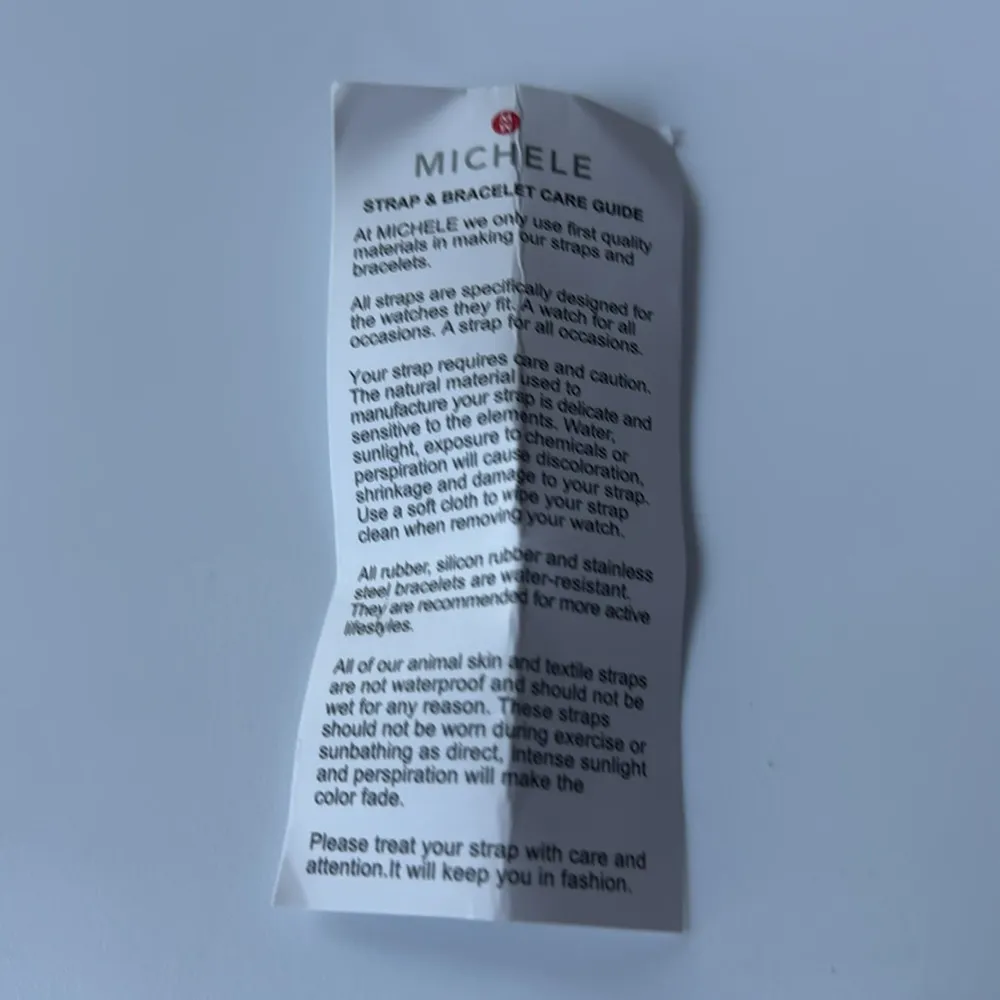 MW
MICHELE
STRAP & BRACELET CARE GUIDE
At MICHELE we only use first quality
materials in making our straps and
bracelets.
All straps are specifically designed for
the watches they fit. A watch for all
occasions. A strap for all occasions.
Your strap requires care and caution.
The natural material used to
manufacture your strap is delicate and
sensitive to the elements. Water,
sunlight, exposure to chemicals or
perspiration will cause discoloration,
shrinkage and damage to your strap.
Use a soft cloth to wipe your strap
clean when removing your watch.
All rubber, silicon rubber and stainless
steel bracelets are water-resistant.
They are recommended for more active
lifestyles.
All of our animal skin and textile straps
are not waterproof and should not be
wet for any reason. These straps
should not be worn during exercise or
sunbathing as direct, intense sunlight
and perspiration will make the
color fade.
Please treat your strap with care and
attention.It will keep you in fashion.